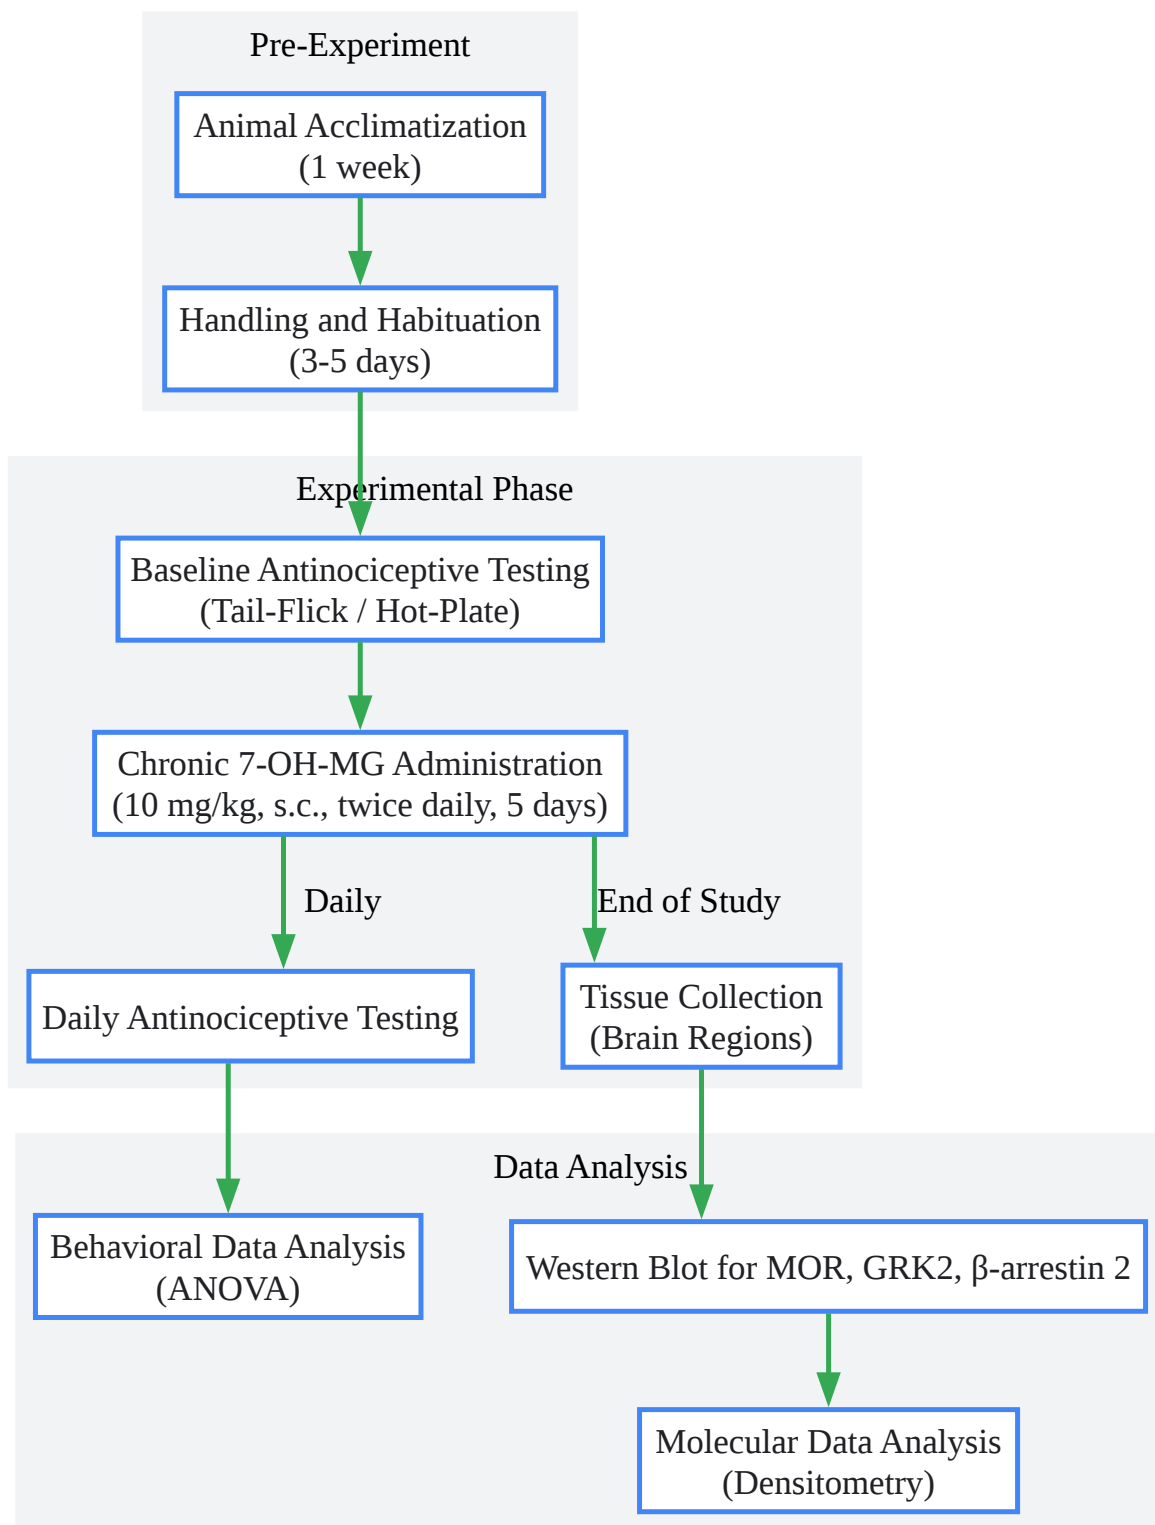 Pre-Experiment
Animal Acclimatization
(1 week)
Handling and Habituation
(3-5 days)
Experimental Phase
Baseline Antinociceptive Testing
(Tail-Flick / Hot-Plate)
Chronic 7-OH-MG Administration
(10 mg/kg, s.c., twice daily, 5 days)
Daily
End of Study
Daily Antinociceptive Testing
Tissue Collection
(Brain Regions)
Data Analysis
Behavioral Data Analysis
(ANOVA)
Western Blot for MOR, GRK2, β-arrestin 2
Molecular Data Analysis
(Densitometry)